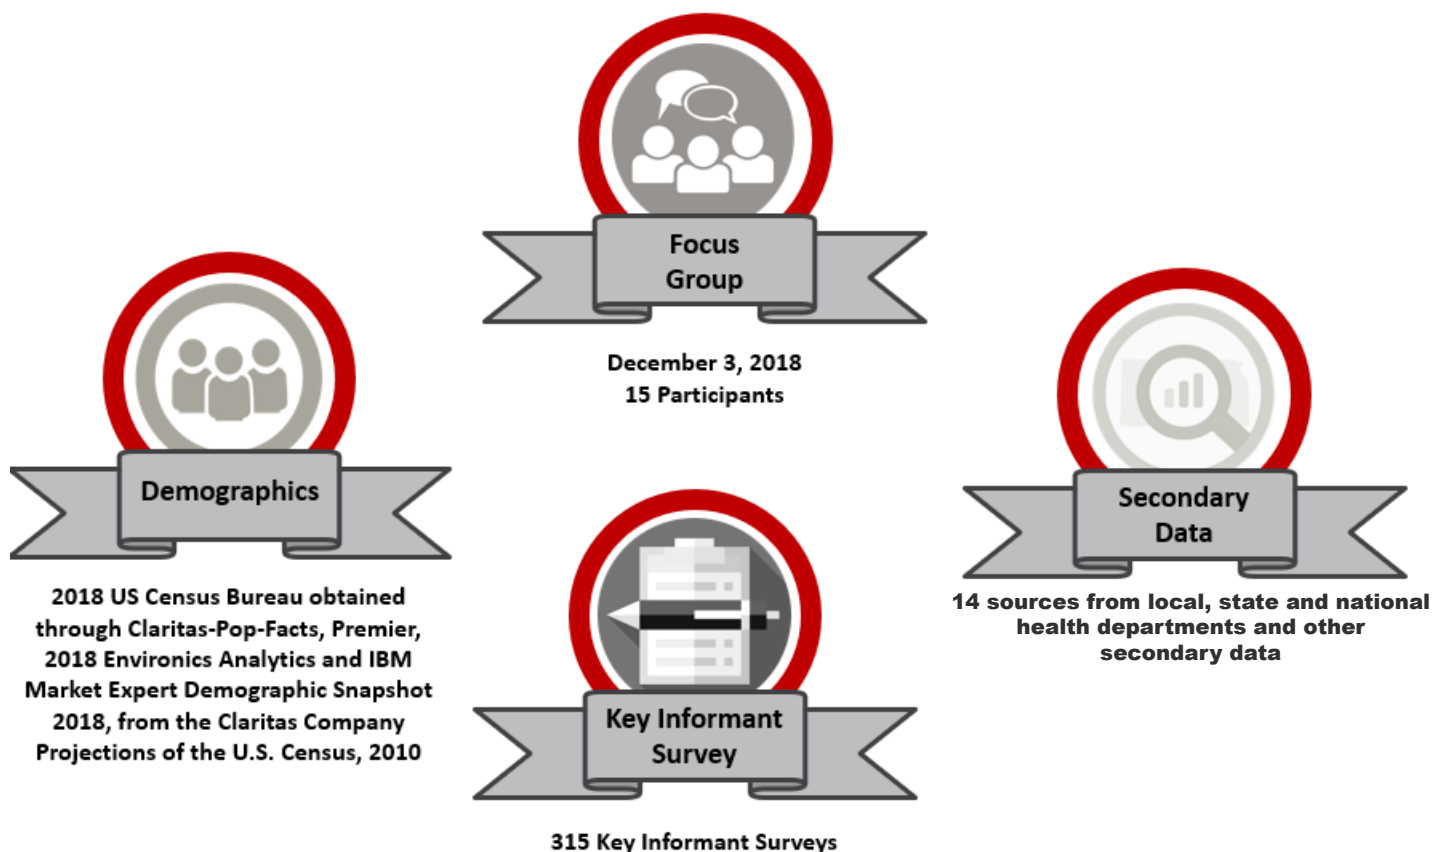 Focus
Group
December 3, 2018
15 Participants
Demographics
2018 US Census Bureau obtained
through Claritas-Pop-Facts, Premier,
2018 Environics Analytics and IBM
Market Expert Demographic Snapshot
2018, from the Claritas Company
Projections of the U.S. Census, 2010
Key Informant
Survey
315 Key Informant Surveys
Secondary
Data
14 sources from local, state and national
health departments and other
secondary data